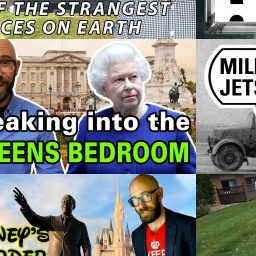 F THE STRANGEST
CES ON EARTH
eaking into the
EENS BEDROOM
MIL
JETS
NEY'S